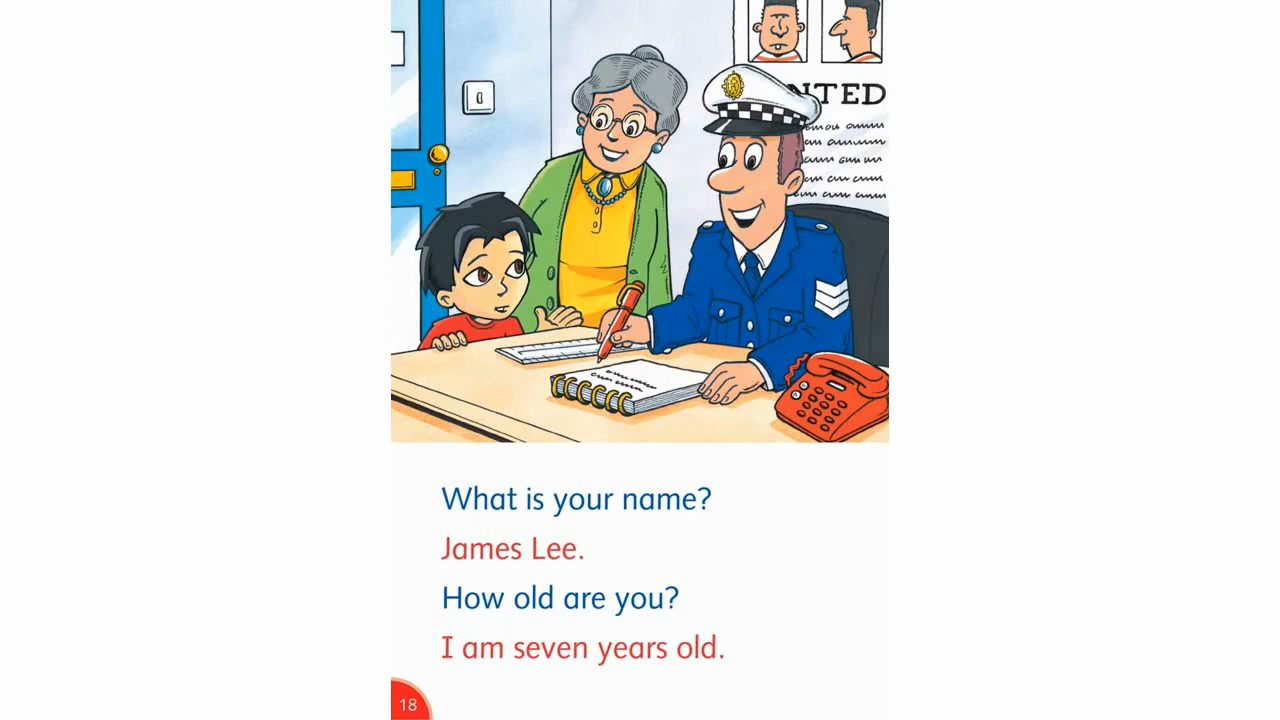 NTED
What is your name?
James Lee.
How old are you?
I am seven years old.
18